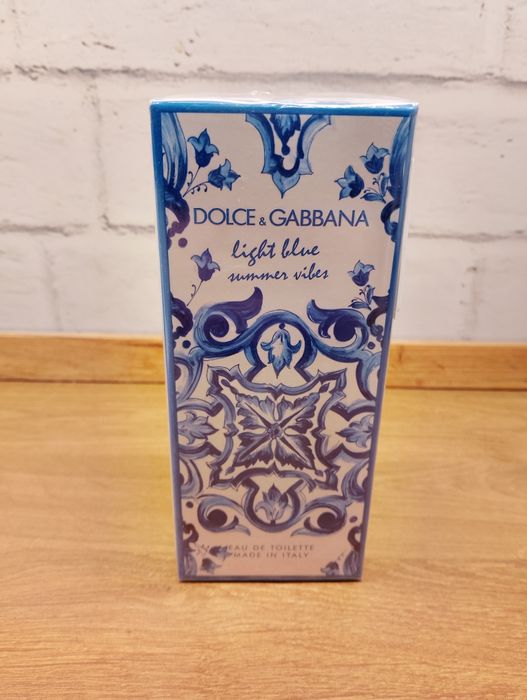 DOLCE & GABBANA
light blue
summer vibes
EAU DE TOILETTE
MADE IN ITALY